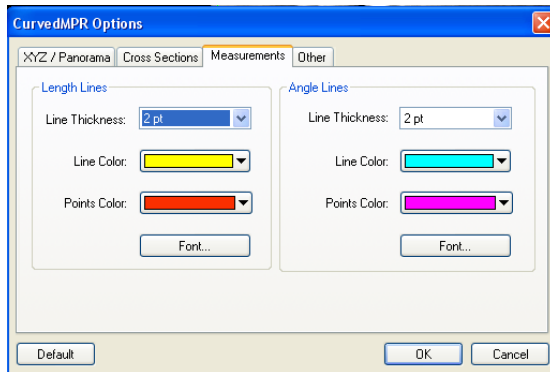 CurvedMPR Options
XYZ / Panorama Cross Sections Measurements Other
Length Lines
Line Thickness: 2 pt
Line Color:
Points Color:
Font...
Angle Lines
Line Thickness: 2 pt
Line Color:
Points Color:
Font...
Default OK Cancel